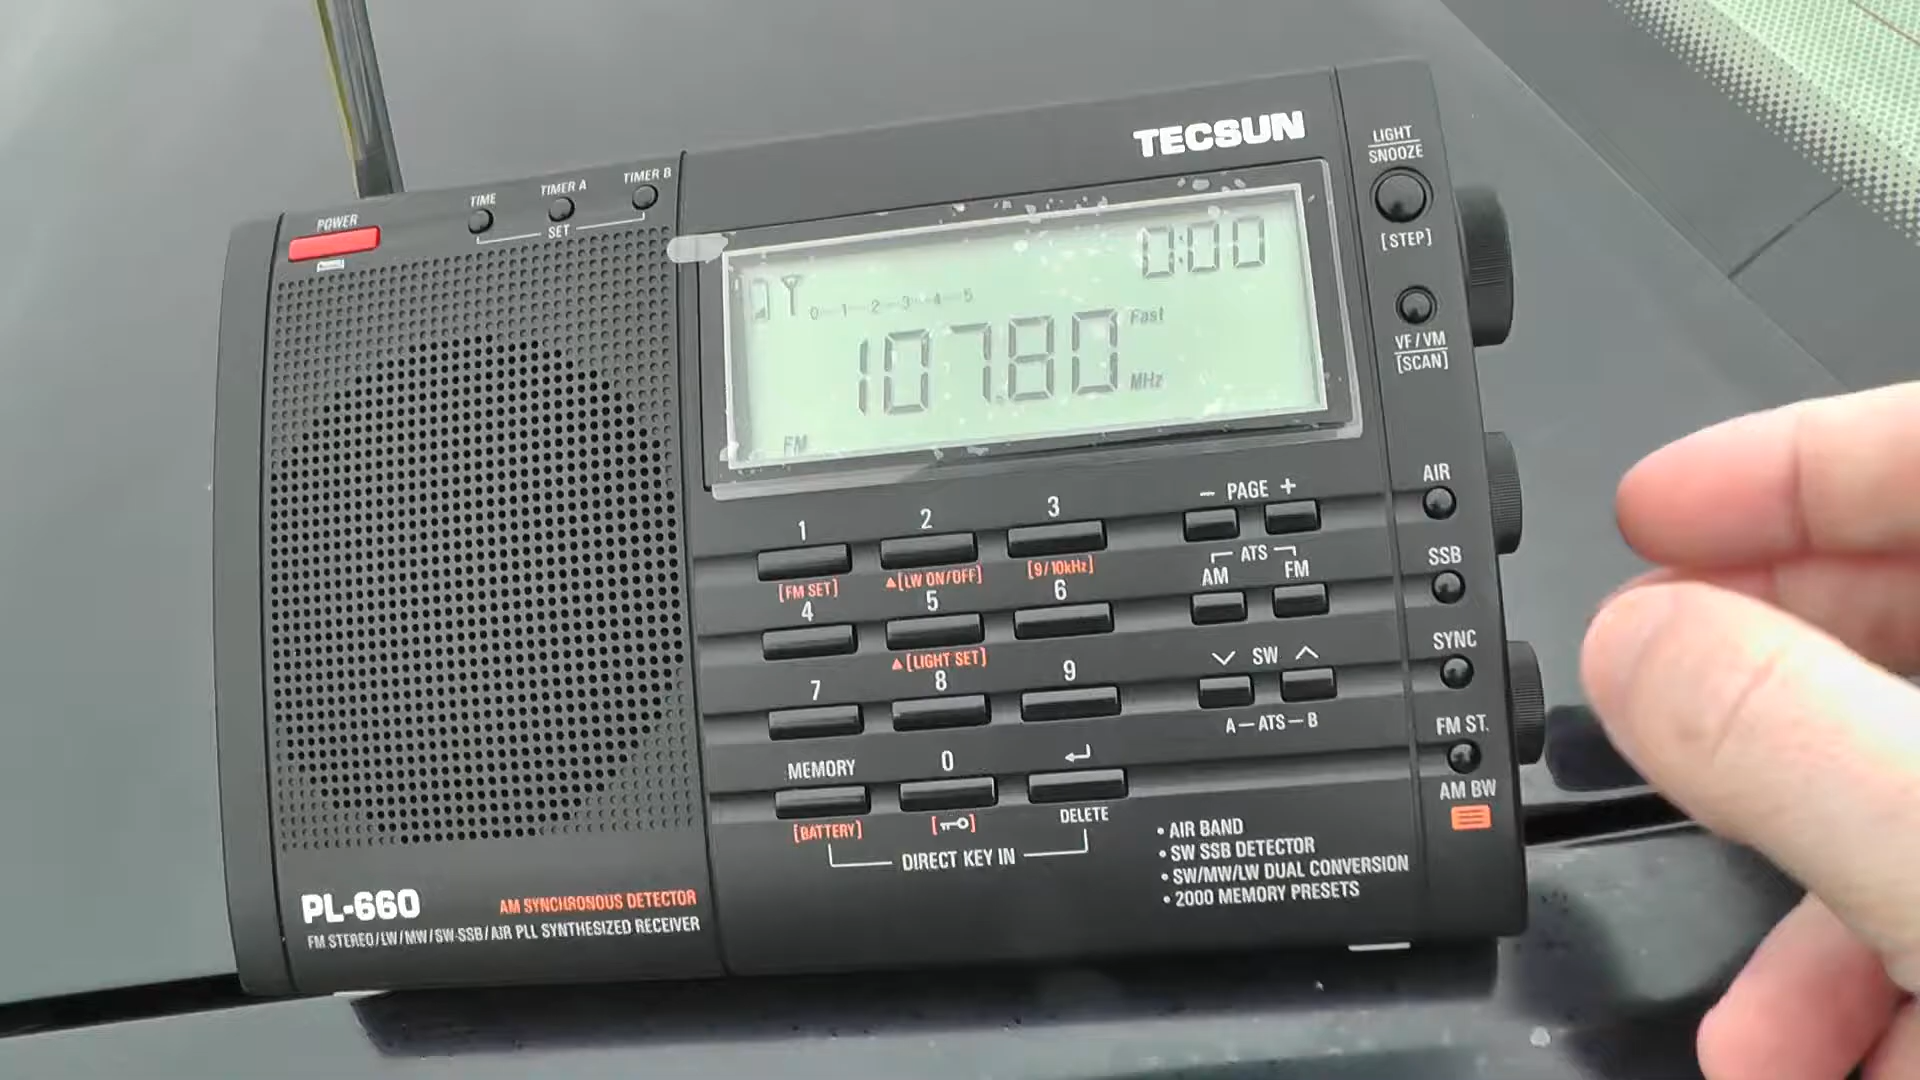 TECSUN
LIGHT
SNOOZE
[STEP]
POWER
TIME
TIMER A
TIMER B
SET
0:00
0 1 2 3 4 5
107.80
Fast
MHz
FM
VF/VM
[SCAN]
AIR
SSB
SYNC
FM ST.
AM BW
1 2 3
[FM SET] [LW ON/OFF] [9/10kHz]
4 5 6
[LIGHT SET]
7 8 9
MEMORY 0
[BATTERY] DELETE
DIRECT KEY IN
- PAGE +
ATS
AM FM
SW
A-ATS-B
• AIR BAND
• SW SSB DETECTOR
• SW/MW/LW DUAL CONVERSION
• 2000 MEMORY PRESETS
PL-660
AM SYNCHRONOUS DETECTOR
FM STEREO/LW/MW/SW-SSB/AIR PLL SYNTHESIZED RECEIVER